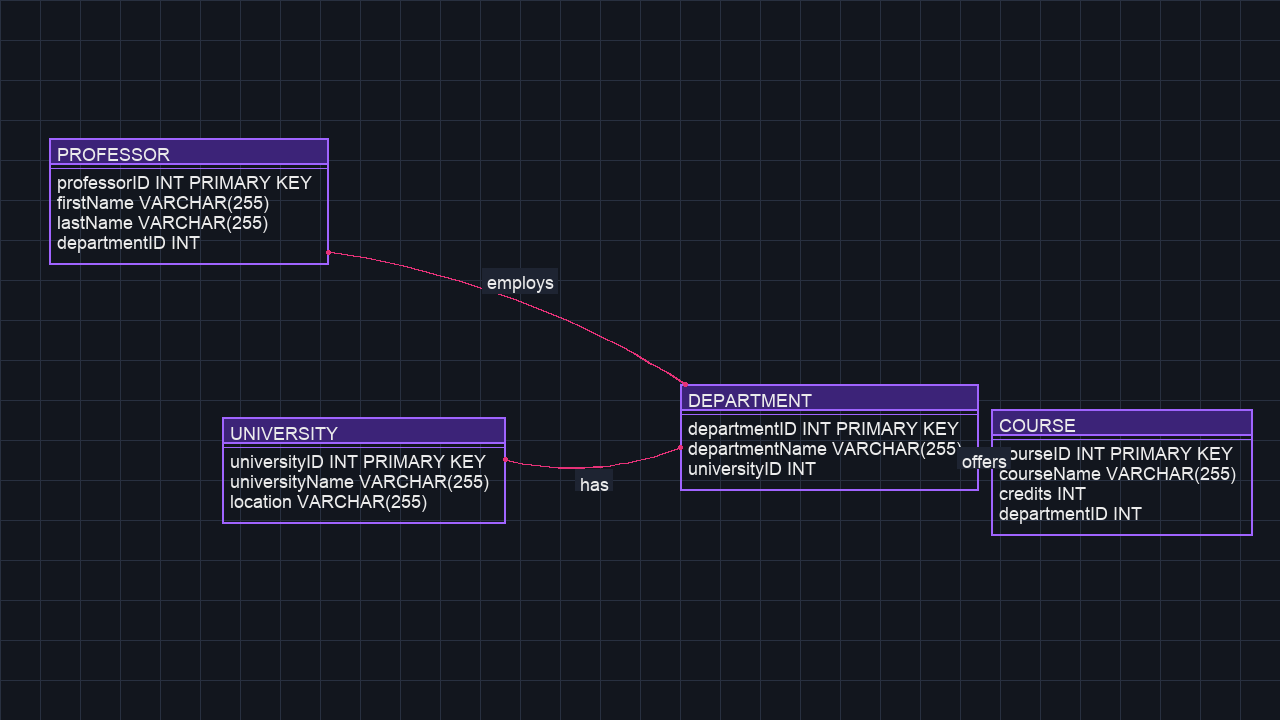 PROFESSOR
professorID INT PRIMARY KEY
firstName VARCHAR(255)
lastName VARCHAR(255)
departmentID INT
employs
UNIVERSITY
universityID INT PRIMARY KEY
universityName VARCHAR(255)
location VARCHAR(255)
has
DEPARTMENT
departmentID INT PRIMARY KEY
departmentName VARCHAR(255)
universityID INT
offers
COURSE
courseID INT PRIMARY KEY
courseName VARCHAR(255)
credits INT
departmentID INT